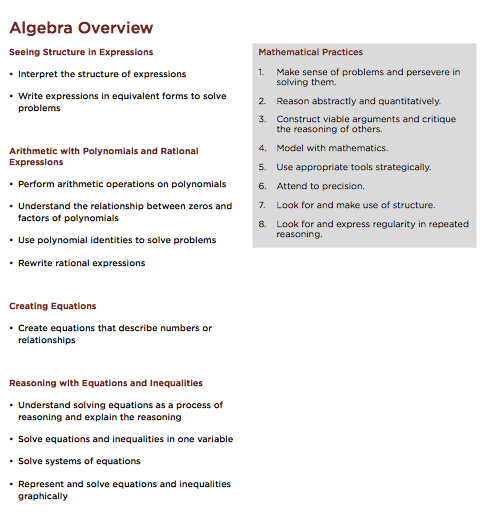 Algebra Overview
Seeing Structure in Expressions
• Interpret the structure of expressions
• Write expressions in equivalent forms to solve
problems
Arithmetic with Polynomials and Rational
Expressions
• Perform arithmetic operations on polynomials
• Understand the relationship between zeros and
factors of polynomials
• Use polynomial identities to solve problems
• Rewrite rational expressions
Creating Equations
• Create equations that describe numbers or
relationships
Reasoning with Equations and Inequalities
• Understand solving equations as a process of
reasoning and explain the reasoning
• Solve equations and inequalities in one variable
• Solve systems of equations
• Represent and solve equations and inequalities
graphically
Mathematical Practices
1. Make sense of problems and persevere in
solving them.
2. Reason abstractly and quantitatively.
3. Construct viable arguments and critique
the reasoning of others.
4. Model with mathematics.
5. Use appropriate tools strategically.
6. Attend to precision.
7. Look for and make use of structure.
8. Look for and express regularity in repeated
reasoning.